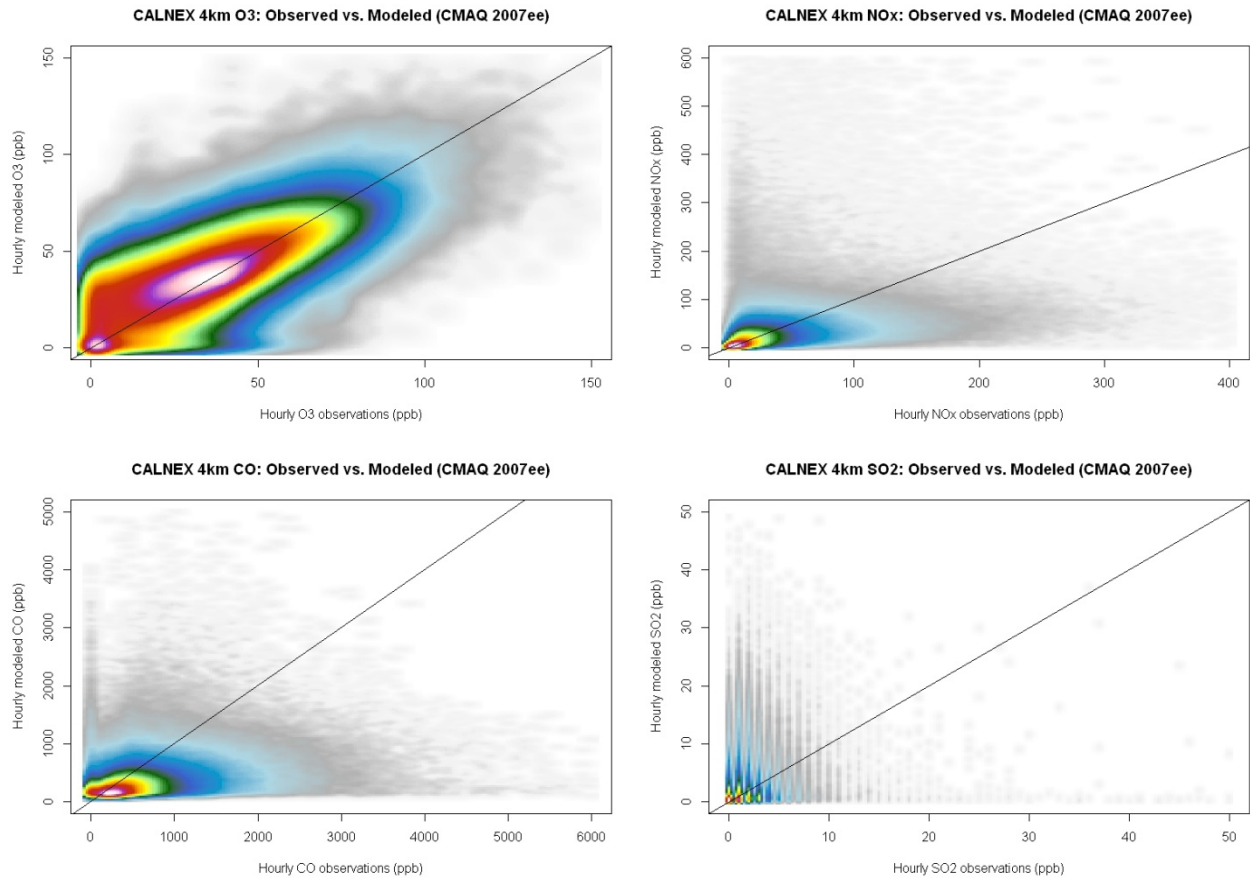 CALNEX 4km O3: Observed vs. Modeled (CMAQ 2007ee)
Hourly modeled O3 (ppb)
150
100
50
0
0 50 100 150
Hourly O3 observations (ppb)
CALNEX 4km NOx: Observed vs. Modeled (CMAQ 2007ee)
Hourly modeled NOx (ppb)
600
500
400
300
200
100
0
0 100 200 300 400
Hourly NOx observations (ppb)
CALNEX 4km CO: Observed vs. Modeled (CMAQ 2007ee)
Hourly modeled CO (ppb)
5000
4000
3000
2000
1000
0
0 1000 2000 3000 4000 5000 6000
Hourly CO observations (ppb)
CALNEX 4km SO2: Observed vs. Modeled (CMAQ 2007ee)
Hourly modeled SO2 (ppb)
50
40
30
20
10
0
0 10 20 30 40 50
Hourly SO2 observations (ppb)